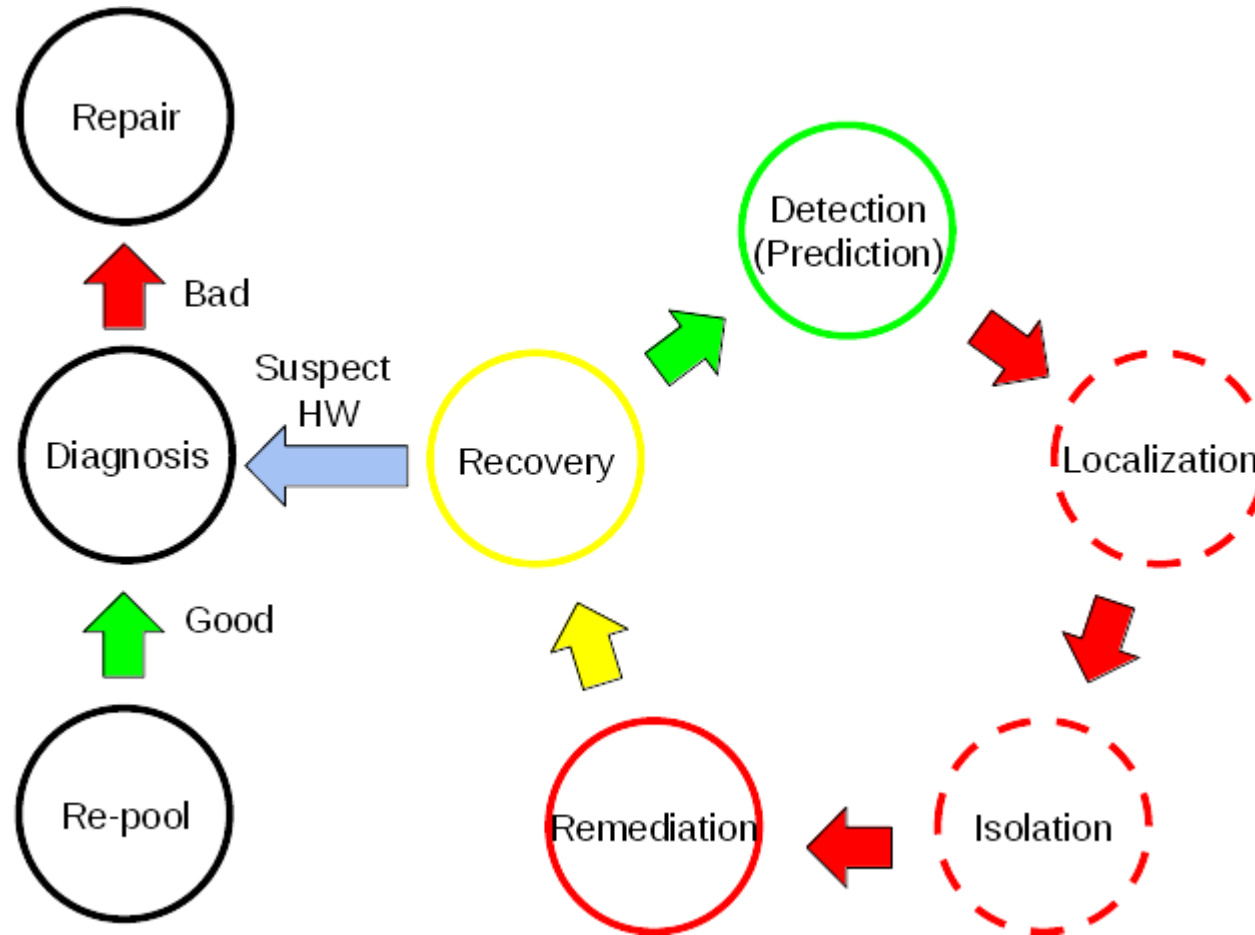 Repair
Detection
(Prediction)
Bad
Suspect
HW
Diagnosis
Recovery
Localization
Good
Re-pool
Remediation
Isolation